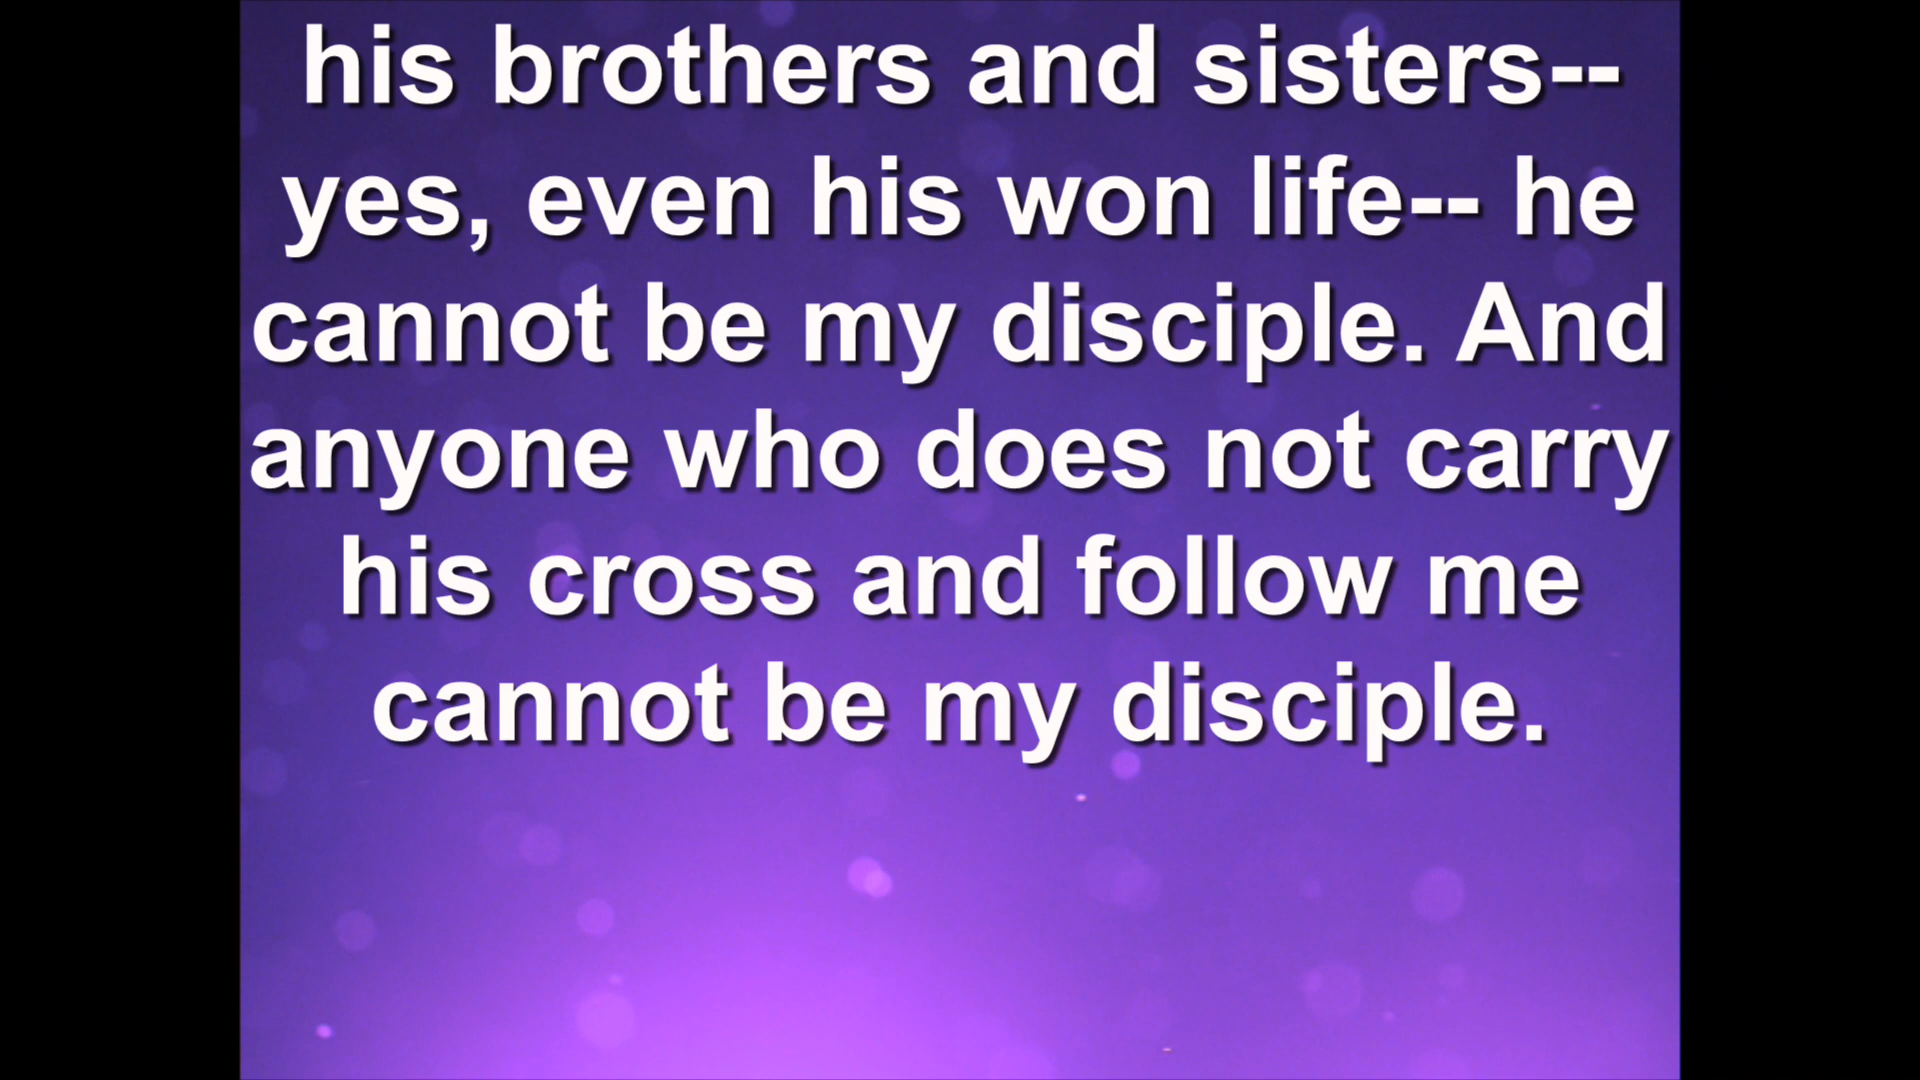 his brothers and sisters--
yes, even his won life-- he
cannot be my disciple. And
anyone who does not carry
his cross and follow me
cannot be my disciple.